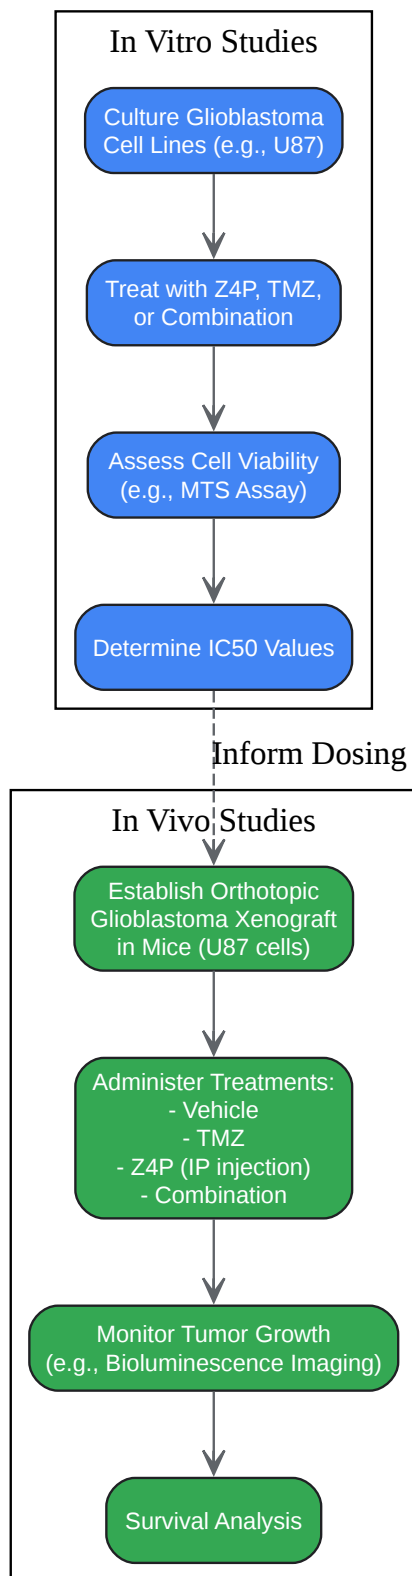 In Vitro Studies
Culture Glioblastoma
Cell Lines (e.g., U87)
Treat with Z4P, TMZ,
or Combination
Assess Cell Viability
(e.g., MTS Assay)
Determine IC50 Values
Inform Dosing
In Vivo Studies
Establish Orthotopic
Glioblastoma Xenograft
in Mice (U87 cells)
Administer Treatments:
- Vehicle
- TMZ
- Z4P (IP injection)
- Combination
Monitor Tumor Growth
(e.g., Bioluminescence Imaging)
Survival Analysis